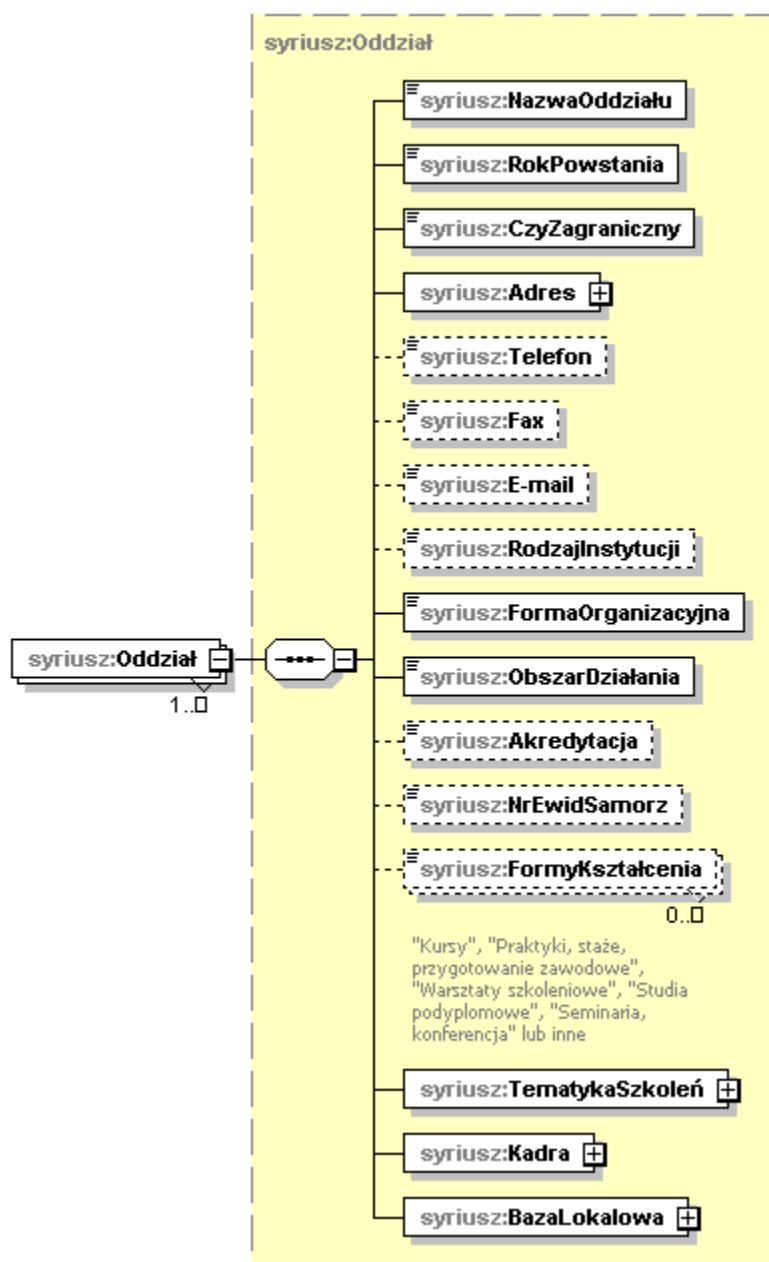 syriusz:Oddział
syriusz:NazwaOddziału
syriusz:RokPowstania
syriusz:CzyZagraniczny
syriusz:Adres
syriusz:Telefon
syriusz:Fax
syriusz:E-mail
syriusz:RodzajInstytucji
syriusz:FormaOrganizacyjna
syriusz:Oddział
1..□
syriusz:ObszarDziałania
syriusz:Akredytacja
syriusz:NrEwidSamorz
syriusz:FormyKształcenia
0..□
"Kursy", "Praktyki, staże,
przygotowanie zawodowe",
"Warsztaty szkoleniowe", "Studia
podyplomowe", "Seminaria,
konferencja" lub inne
syriusz:TematykaSzkoleń
syriusz:Kadra
syriusz:BazaLokalowa